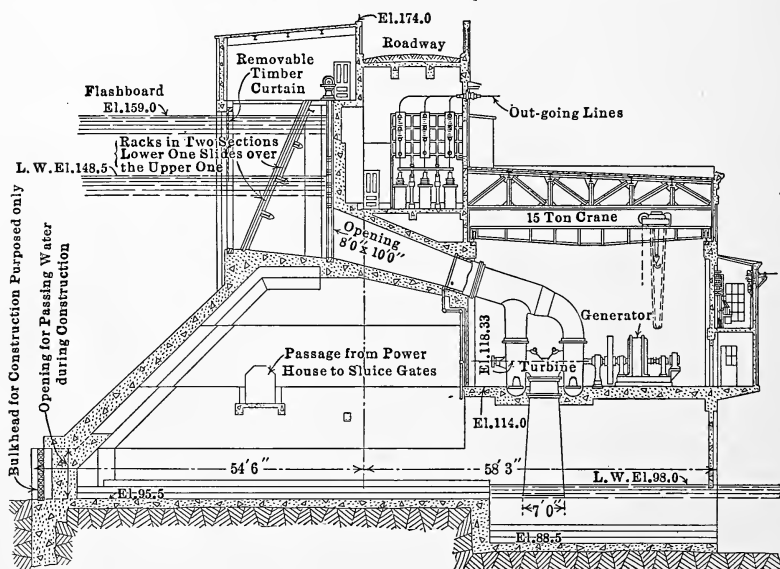 El.174.0
Roadway
Removable
Timber
Curtain
Flashboard
El.159.0
Out-going Lines
Racks in Two Sections
Lower One Slides over
the Upper One
L.W.El.148.5
15 Ton Crane
Opening
8'0"x 10'0"
Bulkhead for Construction Purposed only
Opening for Passing Water
during Construction
Generator
El.118.33
Passage from Power
House to Sluice Gates
Turbine
El.114.0
54'6"
58'3"
L.W.El.98.0
El.95.5
7'0"
El.88.5